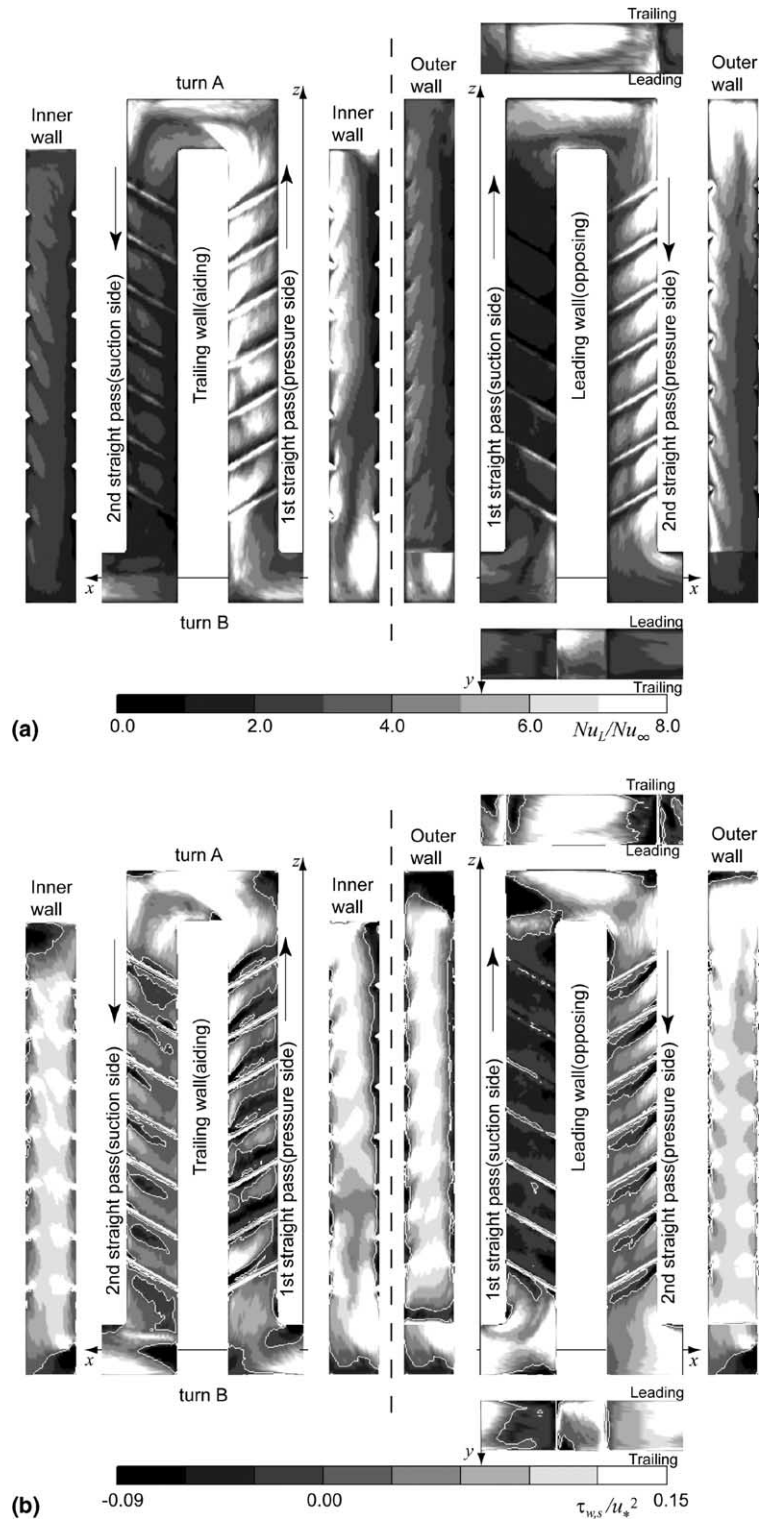 Trailing
Leading
Outer
wall
Outer
wall
turn A
z
z
Inner
wall
Inner
wall
2nd straight pass(suction side)
Trailing wall(aiding)
1st straight pass(pressure side)
1st straight pass(suction side)
Leading wall(opposing)
2nd straight pass(pressure side)
x
x
turn B
Leading
y
Trailing
(a)
0.0 2.0 4.0 6.0 Nu_L/Nu_∞ 8.0
Trailing
Leading
Outer
wall
Outer
wall
turn A
z
z
Inner
wall
Inner
wall
2nd straight pass(suction side)
Trailing wall(aiding)
1st straight pass(pressure side)
1st straight pass(suction side)
Leading wall(opposing)
2nd straight pass(pressure side)
x
x
turn B
Leading
y
Trailing
(b)
-0.09 0.00 τ_w,s/u_*² 0.15